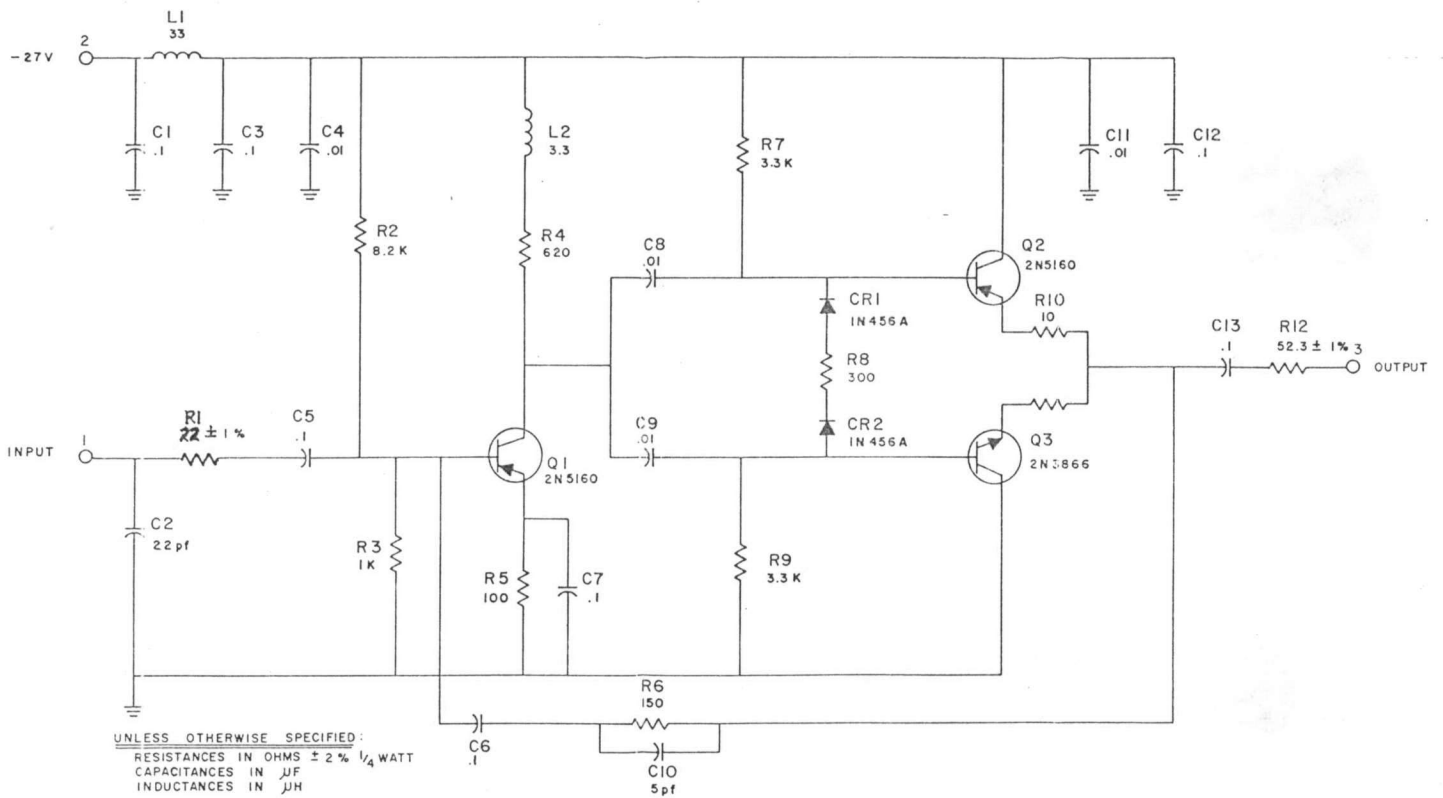 L1
33
2
-27V
C1
.1
C3
.1
C4
.01
L2
3.3
R7
3.3K
C11
.01
C12
.1
R2
8.2K
R4
620
C8
.01
Q2
2N5160
CR1
1N456A
R10
10
C13
.1
R12
52.3 ± 1%
3
OUTPUT
R8
300
R1
22 ± 1%
C5
.1
C9
.01
CR2
1N456A
INPUT
1
Q1
2N5160
Q3
2N3866
C2
22pf
R3
1K
R5
100
C7
.1
R9
3.3K
R6
150
C6
.1
C10
5pf
UNLESS OTHERWISE SPECIFIED:
RESISTANCES IN OHMS ± 2% 1/4 WATT
CAPACITANCES IN µF
INDUCTANCES IN µH